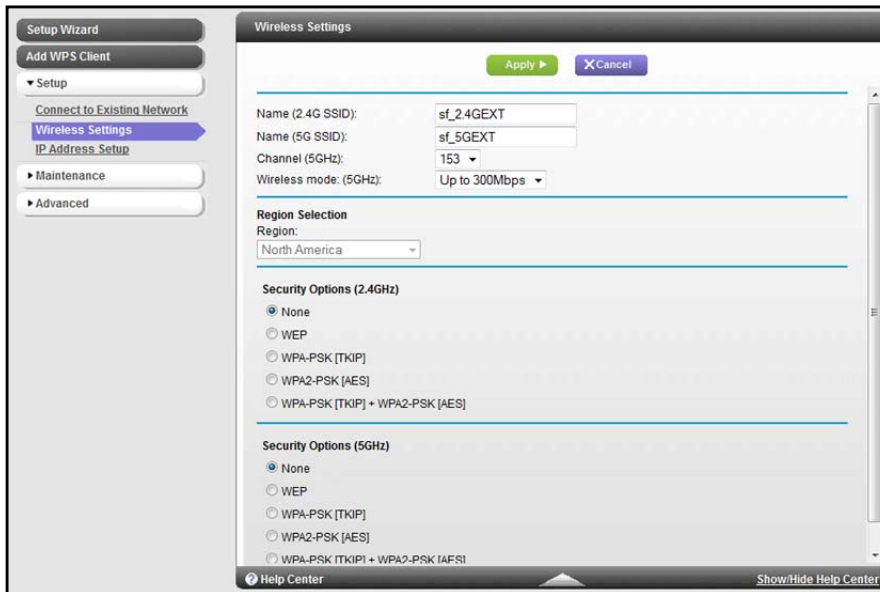 Setup Wizard
Add WPS Client
Setup
Connect to Existing Network
Wireless Settings
IP Address Setup
Maintenance
Advanced
Wireless Settings
Apply
Cancel
Name (2.4G SSID): sf_2.4GEXT
Name (5G SSID): sf_5GEXT
Channel (5GHz): 153
Wireless mode: (5GHz): Up to 300Mbps
Region Selection
Region:
North America
Security Options (2.4GHz)
None
WEP
WPA-PSK [TKIP]
WPA2-PSK [AES]
WPA-PSK [TKIP] + WPA2-PSK [AES]
Security Options (5GHz)
None
WEP
WPA-PSK [TKIP]
WPA2-PSK [AES]
WPA-PSK [TKIP] + WPA2-PSK [AES]
Help Center
Show/Hide Help Center